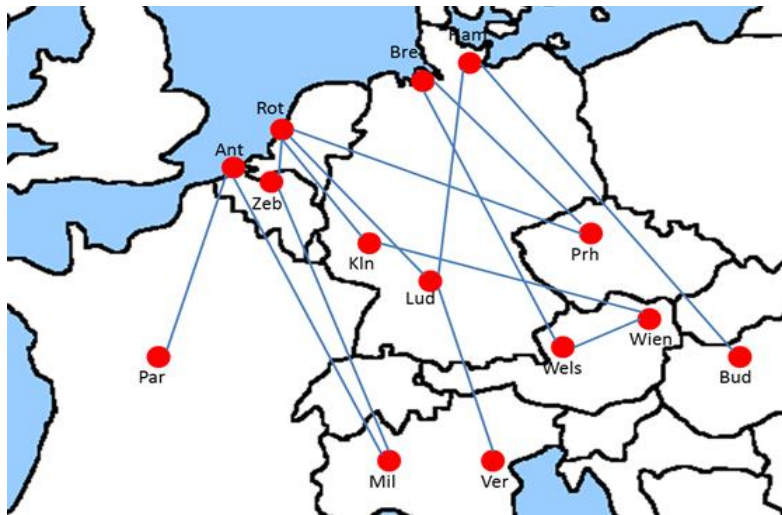 Ham
Bre
Rot
Ant
Zeb
Prh
Kln
Lud
Wien
Wels
Par
Bud
Mil
Ver